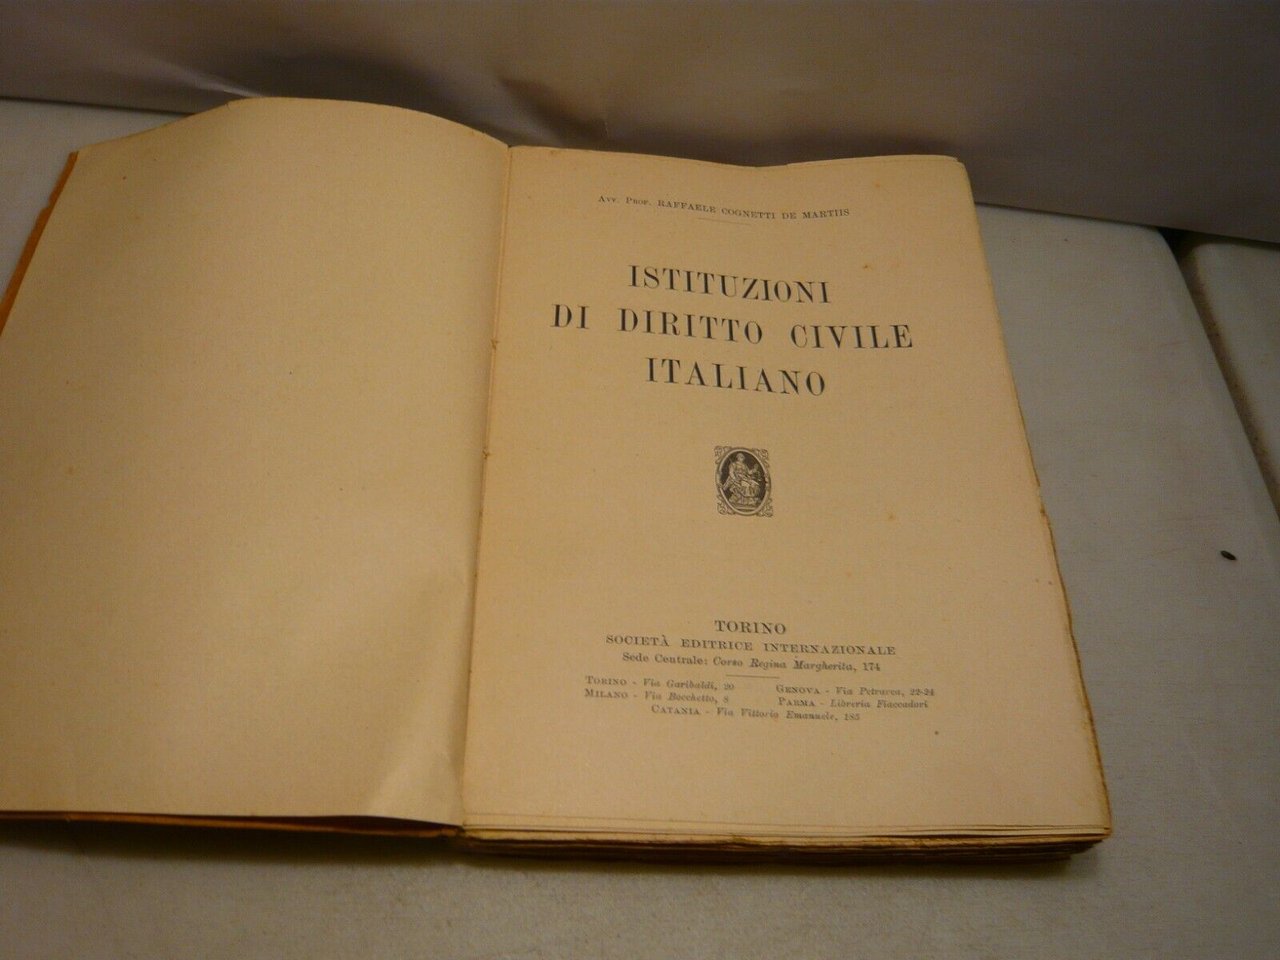 Avv. Prof. RAFFAELE COGNETTI DE MARTIIS
ISTITUZIONI
DI DIRITTO CIVILE
ITALIANO
TORINO
SOCIETÀ EDITRICE INTERNAZIONALE
Sede Centrale: Corso Regina Margherita, 174
TORINO - Via Garibaldi, 20
GENOVA - Via Petrarca, 22-24
MILANO - Via Bocchetto, 8
PARMA - Libreria Fiaccadori
CATANIA - Via Vittorio Emanuele, 185